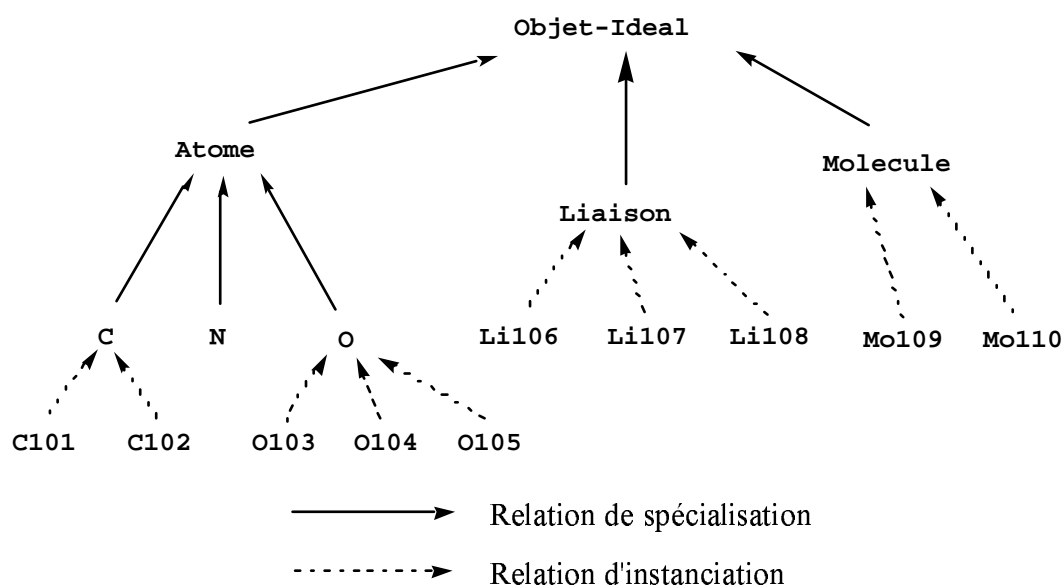 Objet-Ideal
Atome
Molecule
Liaison
C N O Li106 Li107 Li108 Mo109 Mo110
C101 C102 O103 O104 O105
Relation de spécialisation
Relation d'instanciation